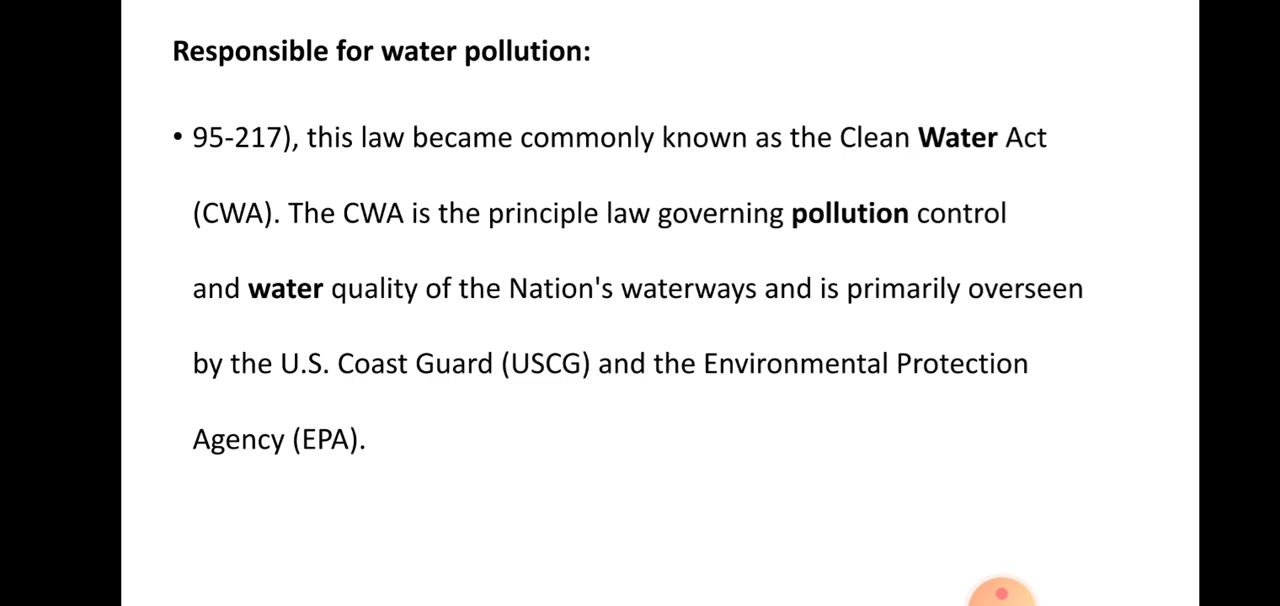 Responsible for water pollution:
• 95-217), this law became commonly known as the Clean Water Act
(CWA). The CWA is the principle law governing pollution control
and water quality of the Nation's waterways and is primarily overseen
by the U.S. Coast Guard (USCG) and the Environmental Protection
Agency (EPA).